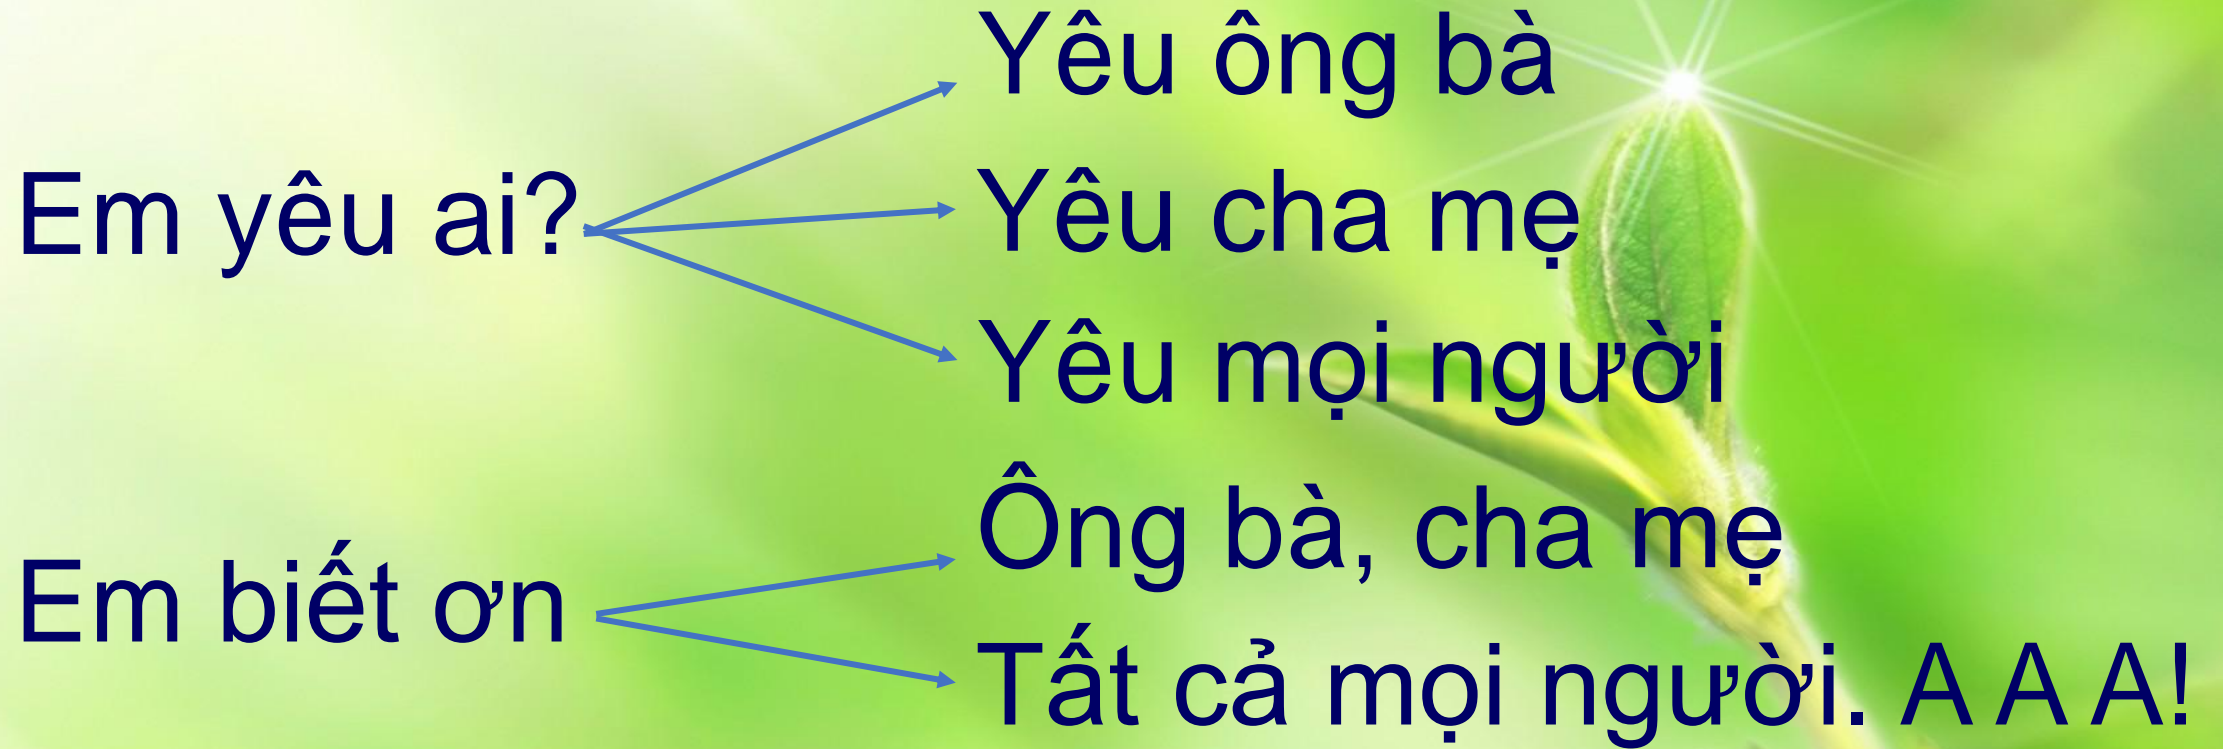 Em yêu ai?
Yêu ông bà
Yêu cha mẹ
Yêu mọi người
Em biết ơn
Ông bà, cha mẹ
Tất cả mọi người. A A A!